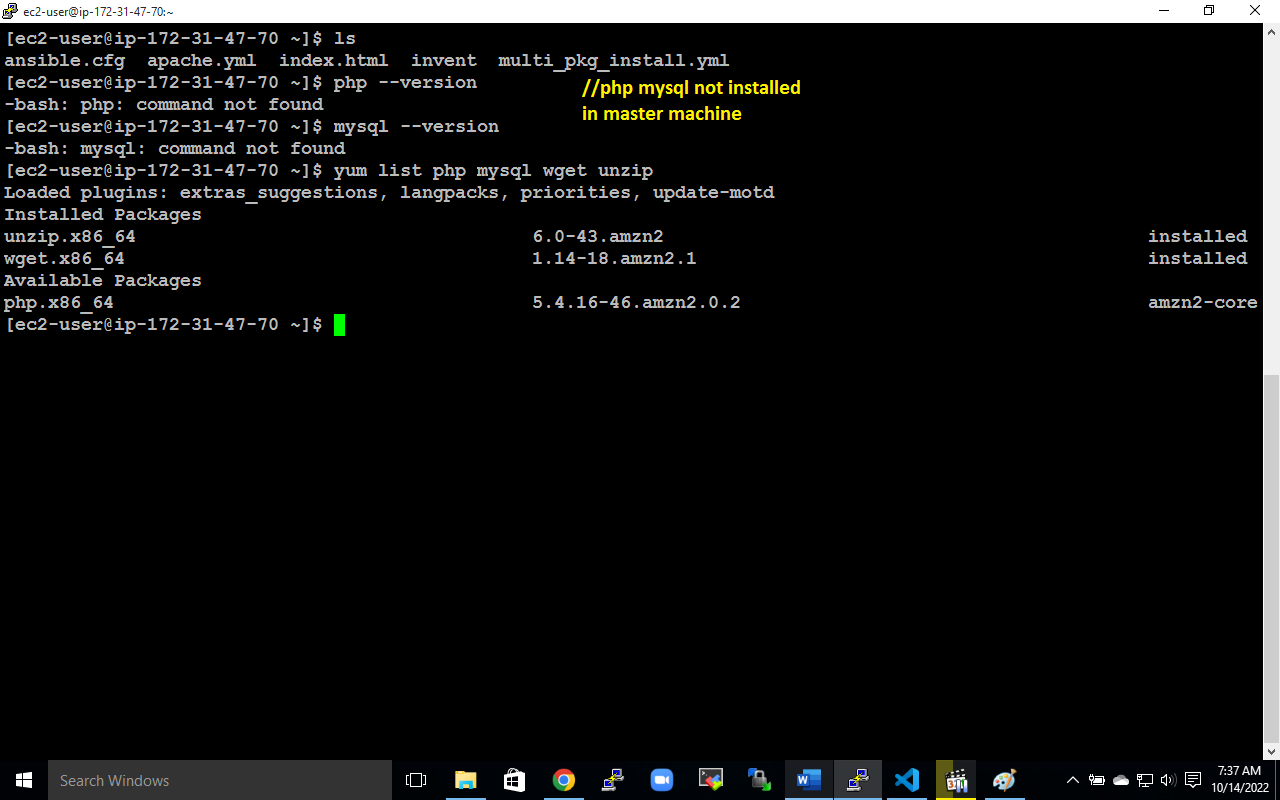 ec2-user@ip-172-31-47-70:~
[ec2-user@ip-172-31-47-70 ~]$ ls
ansible.cfg  apache.yml  index.html  invent  multi_pkg_install.yml
[ec2-user@ip-172-31-47-70 ~]$ php --version
//php mysql not installed
-bash: php: command not found
in master machine
[ec2-user@ip-172-31-47-70 ~]$ mysql --version
-bash: mysql: command not found
[ec2-user@ip-172-31-47-70 ~]$ yum list php mysql wget unzip
Loaded plugins: extras_suggestions, langpacks, priorities, update-motd
Installed Packages
unzip.x86_64 6.0-43.amzn2 installed
wget.x86_64 1.14-18.amzn2.1 installed
Available Packages
php.x86_64 5.4.16-46.amzn2.0.2 amzn2-core
[ec2-user@ip-172-31-47-70 ~]$
Search Windows
7:37 AM
10/14/2022